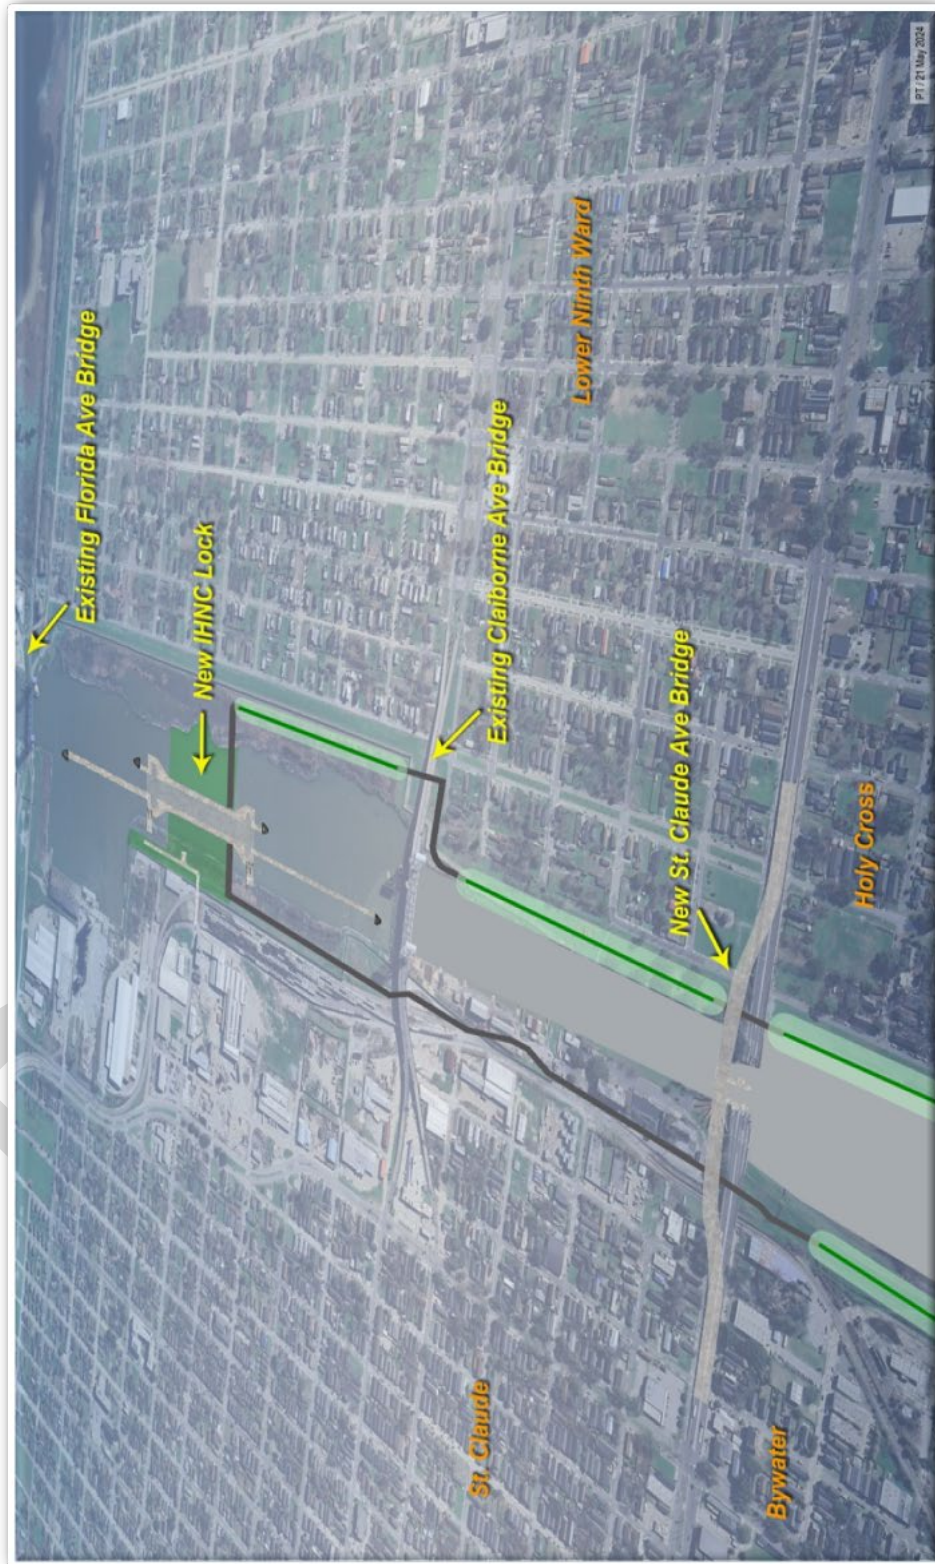 Existing Florida Ave Bridge
New IHNC Lock
Existing Claiborne Ave Bridge
Lower Ninth Ward
New St. Claude Ave Bridge
Holy Cross
St. Claude
Bywater
PT / 21 May 2024